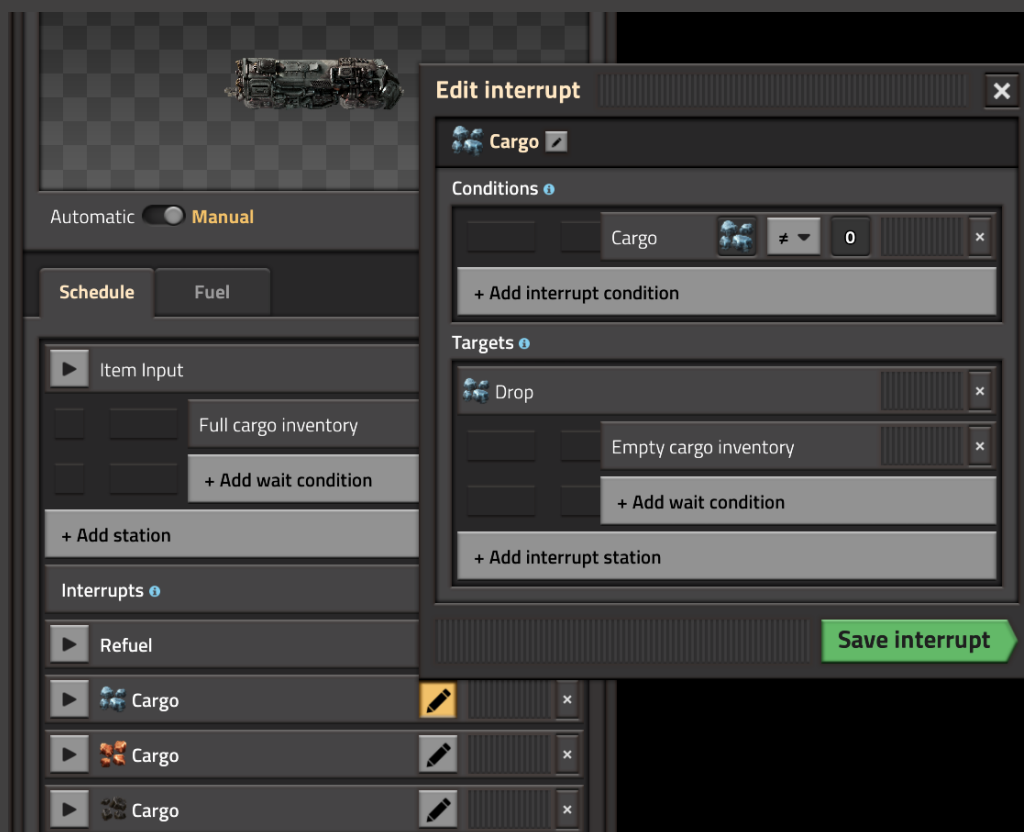 Edit interrupt
Cargo
Conditions
Cargo ≠ 0
+ Add interrupt condition
Targets
Drop
Empty cargo inventory
+ Add wait condition
+ Add interrupt station
Save interrupt
Automatic Manual
Schedule Fuel
Item Input
Full cargo inventory
+ Add wait condition
+ Add station
Interrupts
Refuel
Cargo
Cargo
Cargo